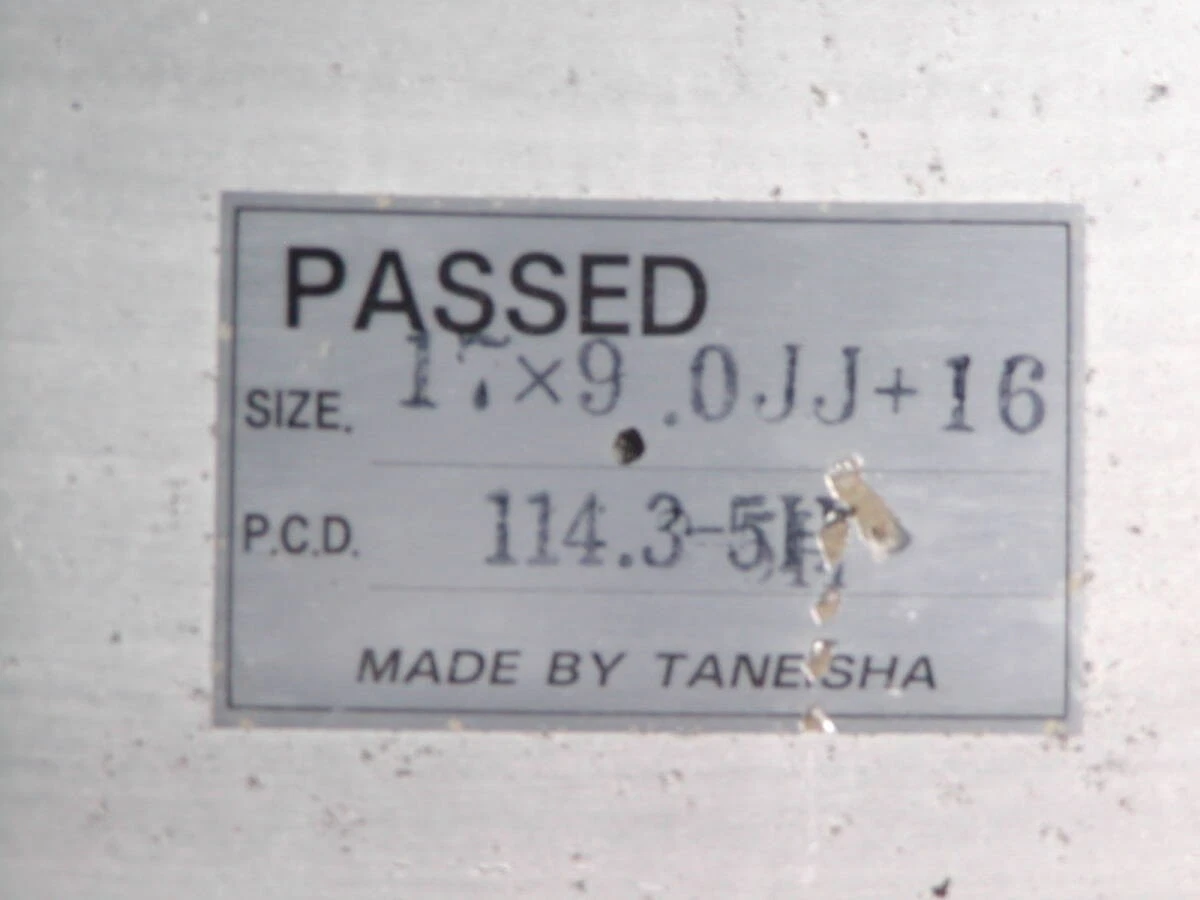 PASSED
SIZE. 17×9.0JJ+16
P.C.D. 114.3-5H
MADE BY TANEISHA